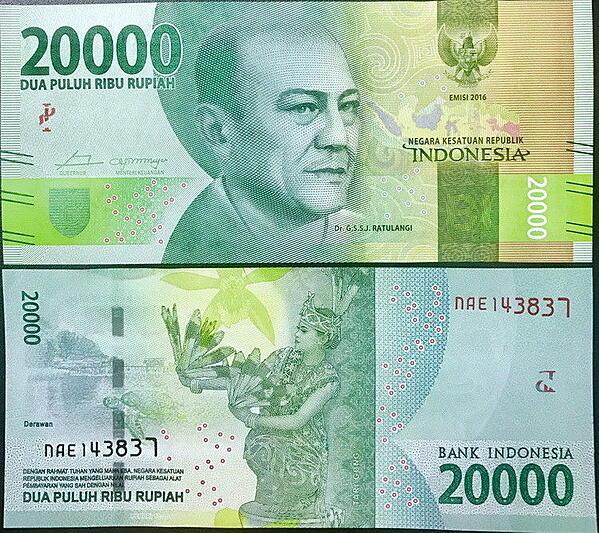 20000
DUA PULUH RIBU RUPIAH
EMISI 2016
NEGARA KESATUAN REPUBLIK
INDONESIA
GUBERNUR
MENTERI KEUANGAN
20000
Dr. G.S.S.J. RATULANGI
20000
NAE143837
Derawan
NAE143837
DENGAN RAHMAT TUHAN YANG MAHA ESA, NEGARA KESATUAN
REPUBLIK INDONESIA MENGELUARKAN RUPIAH SEBAGAI ALAT
PEMBAYARAN YANG SAH DENGAN NILAI
DUA PULUH RIBU RUPIAH
BANK INDONESIA
20000